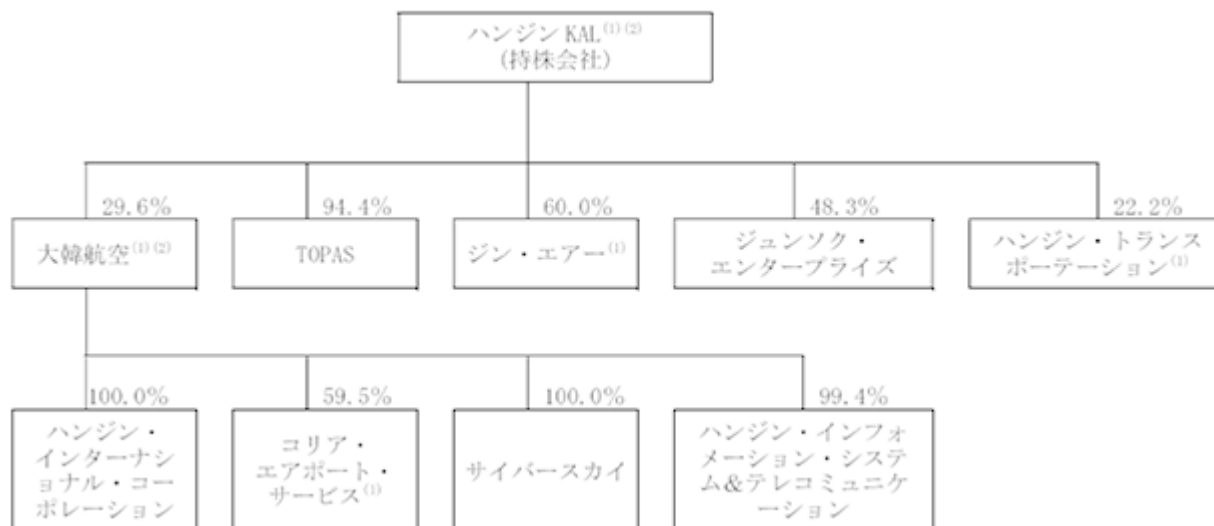 ハンジン KAL⁽¹⁾⁽²⁾
(持株会社)
29.6%
94.4%
60.0%
48.3%
22.2%
大韓航空⁽¹⁾⁽²⁾
TOPAS
ジン・エアー⁽¹⁾
ジュンソク・
エンタープライズ
ハンジン・トランス
ポーテーション⁽¹⁾
100.0%
59.5%
100.0%
99.4%
ハンジン・
インターナシ
ョナル・コー
ポレーション
コリア・
エアポート・
サービス⁽¹⁾
サイバースカイ
ハンジン・インフォ
メーション・システ
ム&テレコミュニケ
ーション